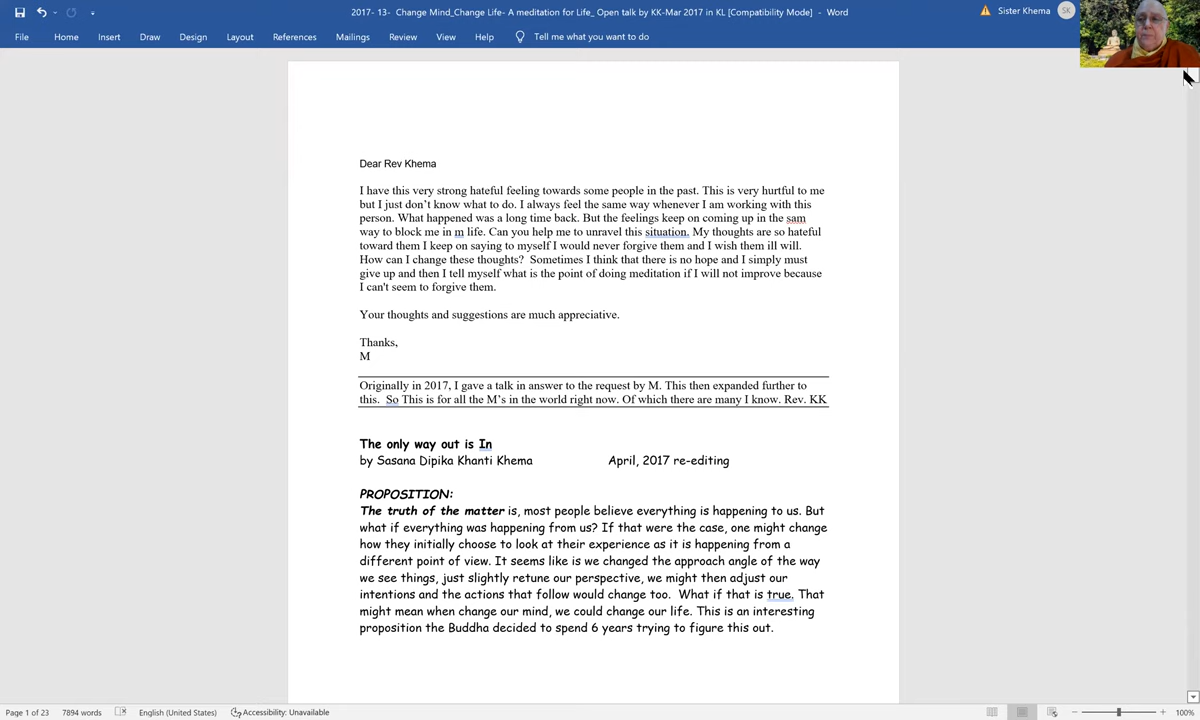 2017- 13- Change Mind_Change Life- A meditation for Life_ Open talk by KK-Mar 2017 in KL [Compatibility Mode] - Word
Sister Khema SK
File Home Insert Draw Design Layout References Mailings Review View Help Tell me what you want to do
Dear Rev Khema
I have this very strong hateful feeling towards some people in the past. This is very hurtful to me
but I just don't know what to do. I always feel the same way whenever I am working with this
person. What happened was a long time back. But the feelings keep on coming up in the sam
way to block me in m life. Can you help me to unravel this situation. My thoughts are so hateful
toward them I keep on saying to myself I would never forgive them and I wish them ill will.
How can I change these thoughts? Sometimes I think that there is no hope and I simply must
give up and then I tell myself what is the point of doing meditation if I will not improve because
I can't seem to forgive them.
Your thoughts and suggestions are much appreciative.
Thanks,
M
Originally in 2017, I gave a talk in answer to the request by M. This then expanded further to
this. So This is for all the M's in the world right now. Of which there are many I know. Rev. KK
The only way out is In
by Sasana Dipika Khanti Khema April, 2017 re-editing
PROPOSITION:
The truth of the matter is, most people believe everything is happening to us. But
what if everything was happening from us? If that were the case, one might change
how they initially choose to look at their experience as it is happening from a
different point of view. It seems like is we changed the approach angle of the way
we see things, just slightly retune our perspective, we might then adjust our
intentions and the actions that follow would change too. What if that is true. That
might mean when change our mind, we could change our life. This is an interesting
proposition the Buddha decided to spend 6 years trying to figure this out.
Page 1 of 23 7894 words English (United States) Accessibility: Unavailable 100%